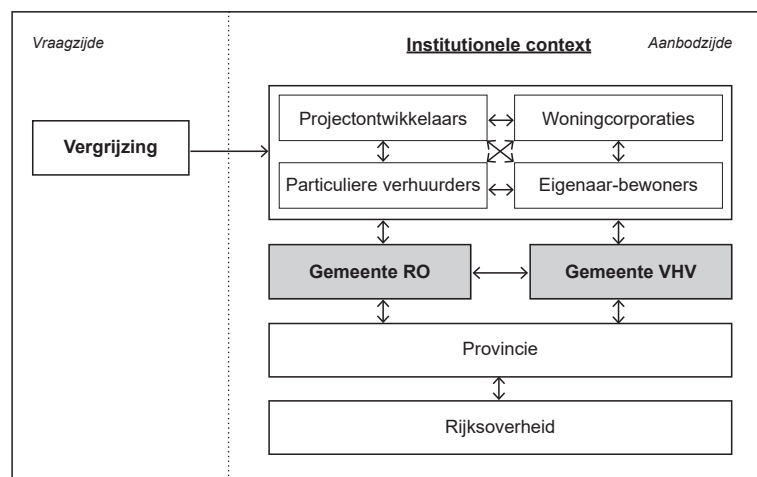 Vraagzijde
Institutionele context
Aanbodzijde
Vergrijzing
Projectontwikkelaars
Woningcorporaties
Particuliere verhuurders
Eigenaar-bewoners
Gemeente RO
Gemeente VHV
Provincie
Rijksoverheid